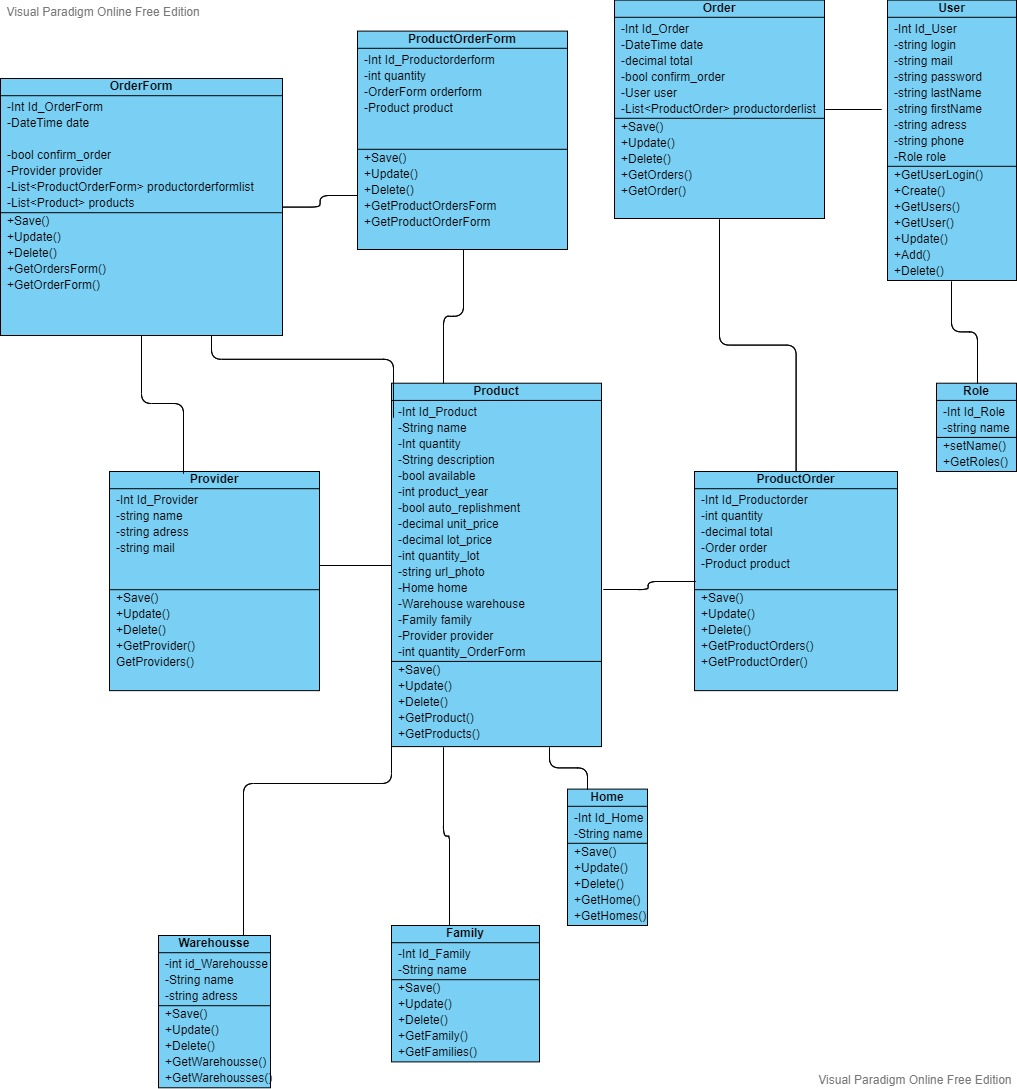 Visual Paradigm Online Free Edition
OrderForm
-Int Id_OrderForm
-DateTime date
-bool confirm_order
-Provider provider
-List<ProductOrderForm> productorderformlist
-List<Product> products
+Save()
+Update()
+Delete()
+GetOrdersForm()
+GetOrderForm()
ProductOrderForm
-Int Id_Productorderform
-int quantity
-OrderForm orderform
-Product product
+Save()
+Update()
+Delete()
+GetProductOrdersForm
+GetProductOrderForm
Order
-Int Id_Order
-DateTime date
-decimal total
-bool confirm_order
-User user
-List<ProductOrder> productorderlist
+Save()
+Update()
+Delete()
+GetOrders()
+GetOrder()
User
-Int Id_User
-string login
-string mail
-string password
-string lastName
-string firstName
-string adress
-string phone
-Role role
+GetUserLogin()
+Create()
+GetUsers()
+GetUser()
+Update()
+Add()
+Delete()
Role
-Int Id_Role
-string name
+setName()
+GetRoles()
Provider
-Int Id_Provider
-string name
-string adress
-string mail
+Save()
+Update()
+Delete()
+GetProvider()
GetProviders()
Product
-Int Id_Product
-String name
-Int quantity
-String description
-bool available
-int product_year
-bool auto_replishment
-decimal unit_price
-decimal lot_price
-int quantity_lot
-string url_photo
-Home home
-Warehouse warehouse
-Family family
-Provider provider
-int quantity_OrderForm
+Save()
+Update()
+Delete()
+GetProduct()
+GetProducts()
ProductOrder
-Int Id_Productorder
-int quantity
-decimal total
-Order order
-Product product
+Save()
+Update()
+Delete()
+GetProductOrders()
+GetProductOrder()
Home
-Int Id_Home
-String name
+Save()
+Update()
+Delete()
+GetHome()
+GetHomes()
Warehousse
-int id_Warehousse
-String name
-string adress
+Save()
+Update()
+Delete()
+GetWarehousse()
+GetWarehousses()
Family
-Int Id_Family
-String name
+Save()
+Update()
+Delete()
+GetFamily()
+GetFamilies()
Visual Paradigm Online Free Edition